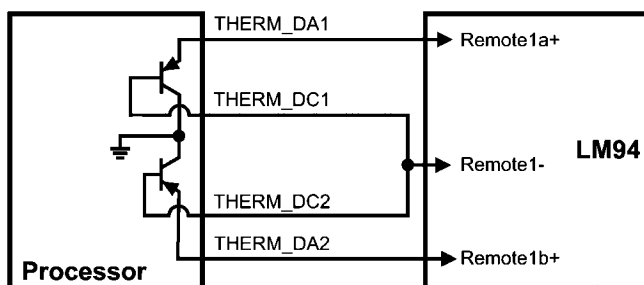 THERM_DA1
Remote1a+
THERM_DC1
LM94
Remote1-
THERM_DC2
THERM_DA2
Remote1b+
Processor